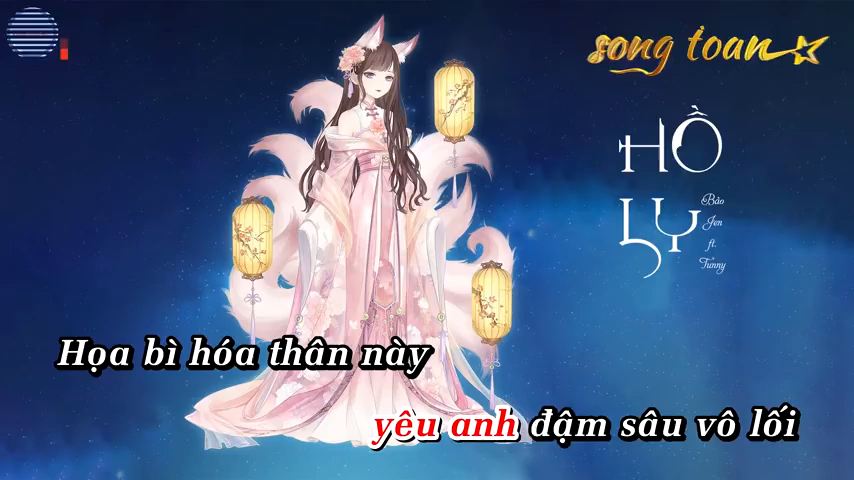 song toan
HỒ
LY
Bảo
Jen
ft.
Tunny
Họa bì hóa thân này
yêu anh đậm sâu vô lối